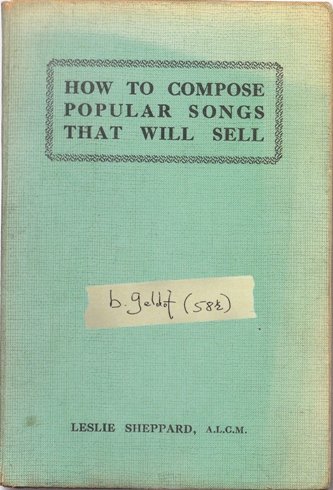 HOW TO COMPOSE
POPULAR SONGS
THAT WILL SELL
b. geldof (58½)
LESLIE SHEPPARD, A.L.C.M.